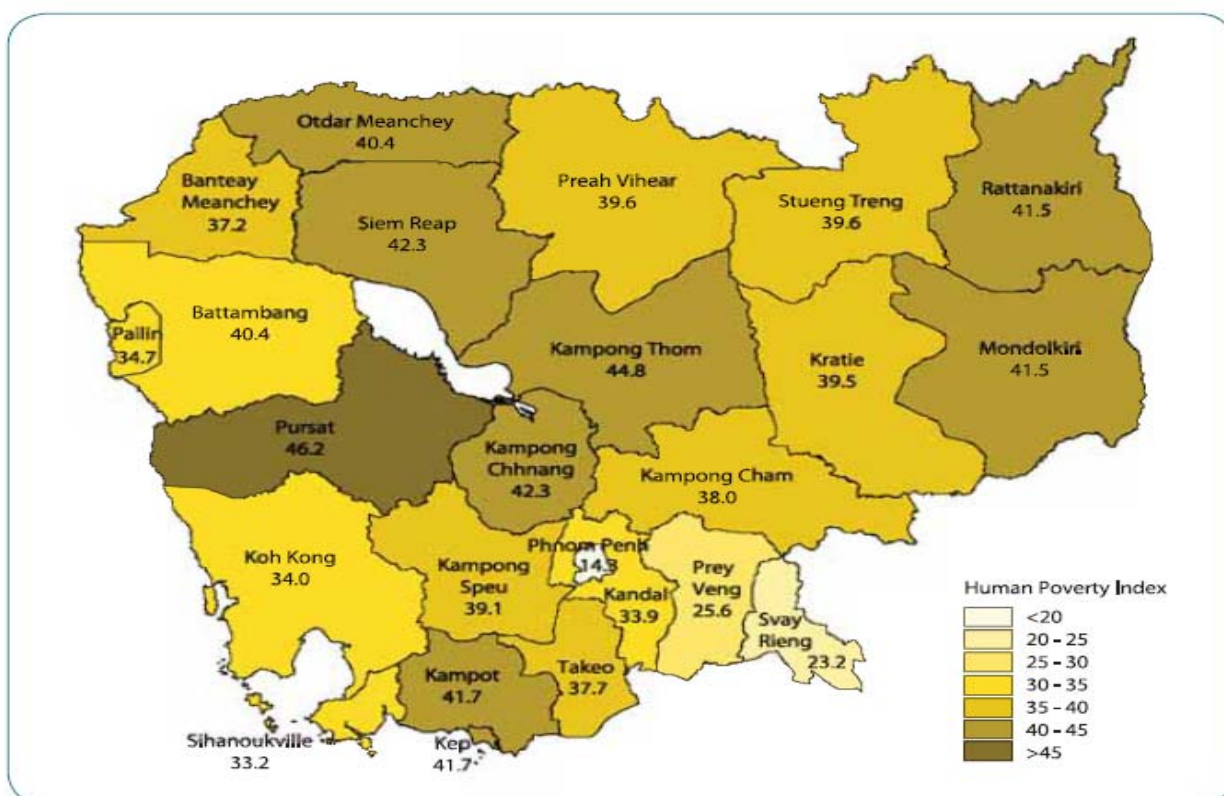 Otdar Meanchey
40.4
Banteay
Meanchey
37.2
Siem Reap
42.3
Preah Vihear
39.6
Stueng Treng
39.6
Rattanakiri
41.5
Battambang
40.4
Pailin
34.7
Kampong Thom
44.8
Kratie
39.5
Mondolkiri
41.5
Pursat
46.2
Kampong
Chhnang
42.3
Kampong Cham
38.0
Koh Kong
34.0
Kampong
Speu
39.1
Phnom Penh
14.3
Kandal
33.9
Prey
Veng
25.6
Svay
Rieng
23.2
Takeo
37.7
Kampot
41.7
Sihanoukville
33.2
Kep
41.7
Human Poverty Index
<20
20 - 25
25 - 30
30 - 35
35 - 40
40 - 45
>45